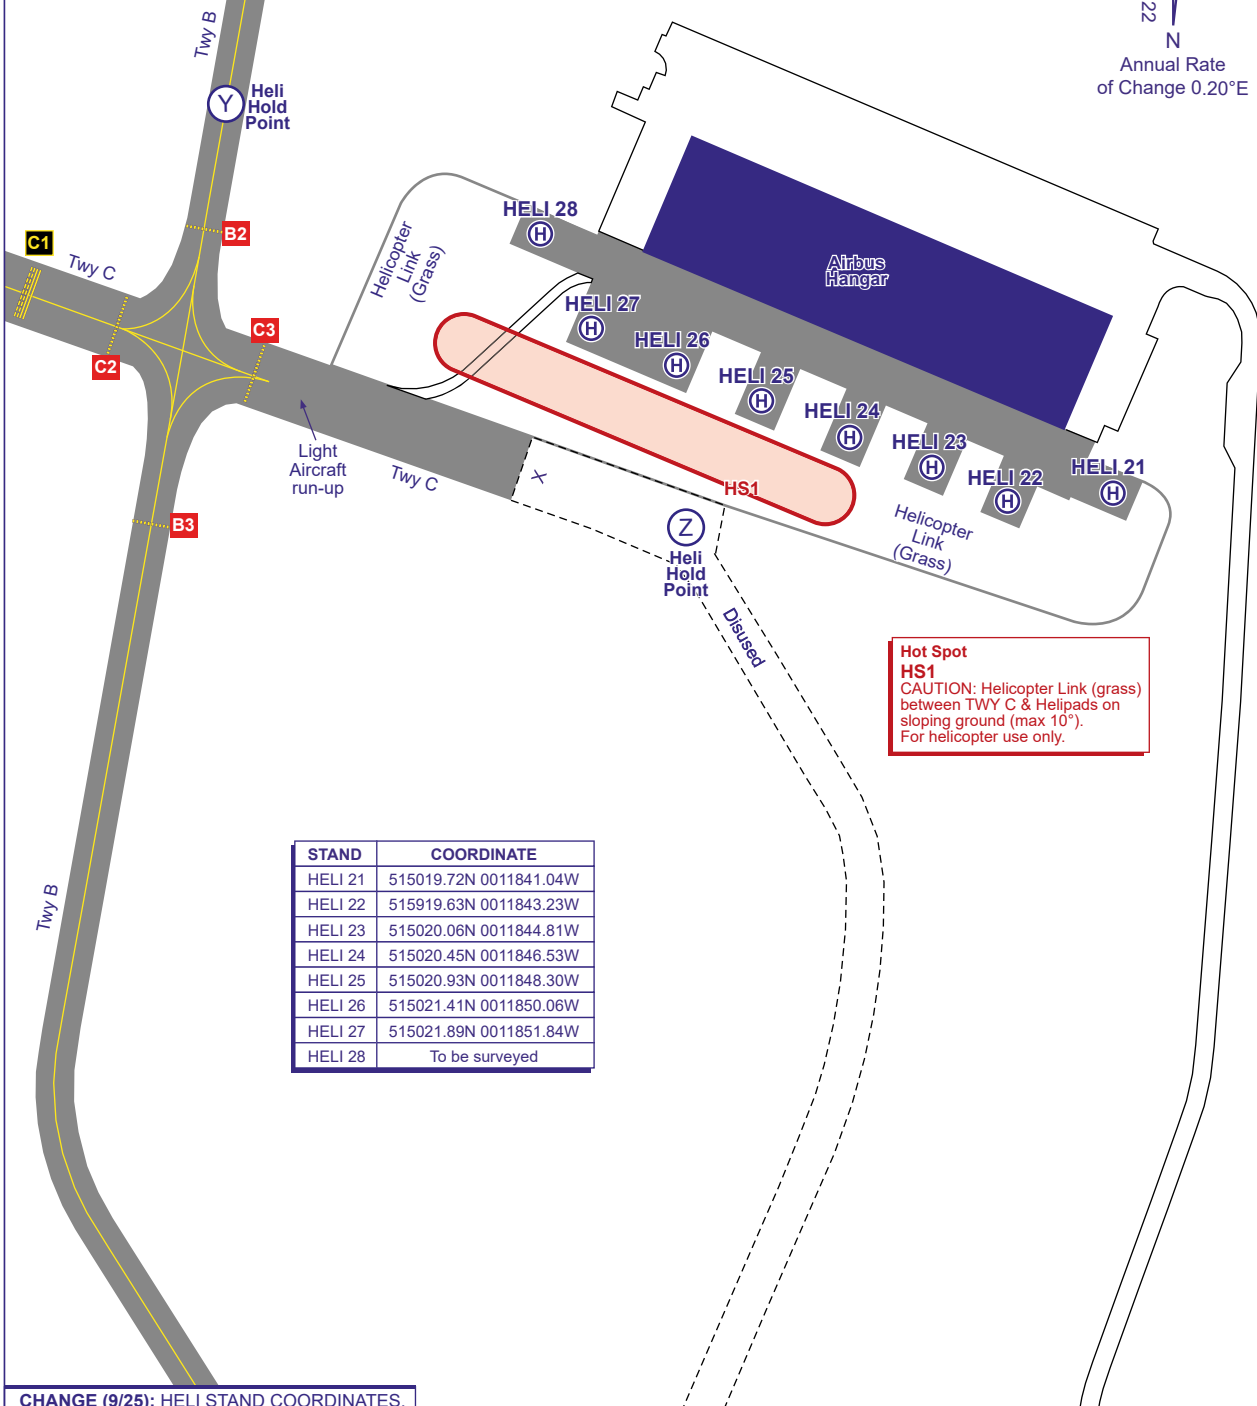 22
N
Annual Rate
of Change 0.20°E
Twy B
Y
Heli
Hold
Point
B2
C1
Twy C
C2
C3
Helicopter
Link
(Grass)
HELI 28
H
HELI 27
H
HELI 26
H
HELI 25
H
HELI 24
H
HELI 23
H
HELI 22
H
HELI 21
H
Airbus
Hangar
Light
Aircraft
run-up
Twy C
X
HS1
Z
Heli
Hold
Point
Helicopter
Link
(Grass)
B3
Disused
Hot Spot
HS1
CAUTION: Helicopter Link (grass)
between TWY C & Helipads on
sloping ground (max 10°).
For helicopter use only.
STAND COORDINATE
HELI 21 515019.72N 0011841.04W
HELI 22 515919.63N 0011843.23W
HELI 23 515020.06N 0011844.81W
HELI 24 515020.45N 0011846.53W
HELI 25 515020.93N 0011848.30W
HELI 26 515021.41N 0011850.06W
HELI 27 515021.89N 0011851.84W
HELI 28 To be surveyed
Twy B
CHANGE (9/25): HELI STAND COORDINATES.